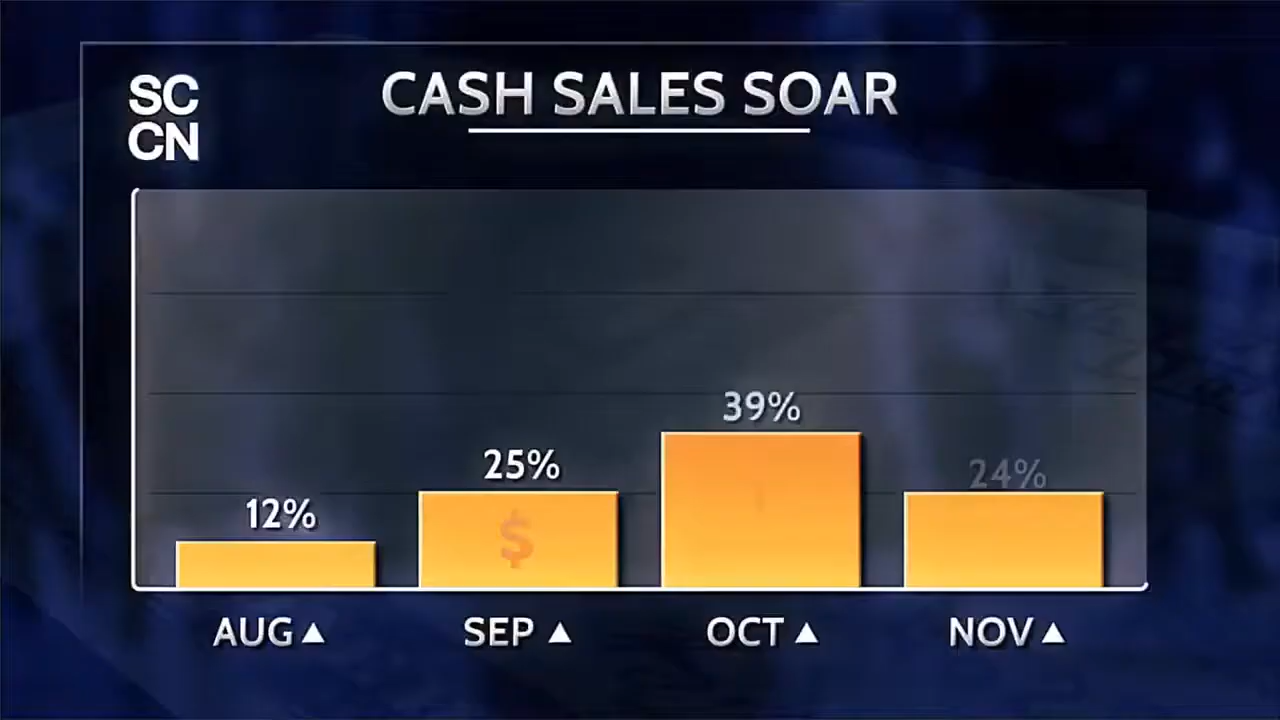 SC
CN
CASH SALES SOAR
39%
25%
24%
12%
$
AUG ▲ SEP ▲ OCT ▲ NOV ▲